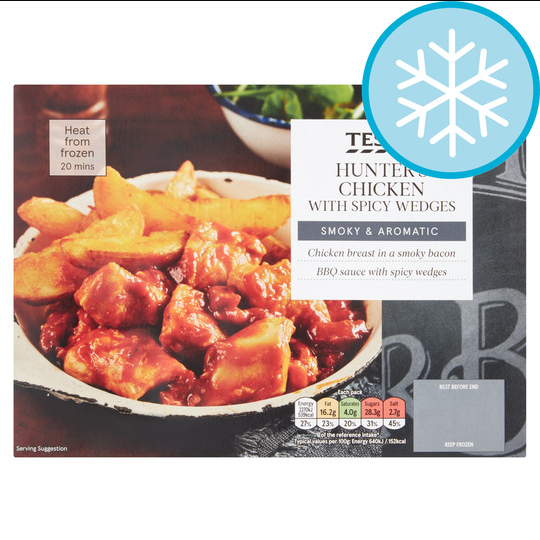 Heat
from
frozen
20 mins
HUNTER'S
CHICKEN
WITH SPICY WEDGES
SMOKY & AROMATIC
Chicken breast in a smoky bacon
BBQ sauce with spicy wedges
Each pack
Energy Fat Saturates Sugars Salt
2270kJ
539kcal 16.2g 4.0g 28.3g 2.7g
27% 23% 20% 31% 45%
of the reference intake*
Typical values per 100g: Energy 640kJ / 152kcal
BEST BEFORE END
KEEP FROZEN
Serving Suggestion